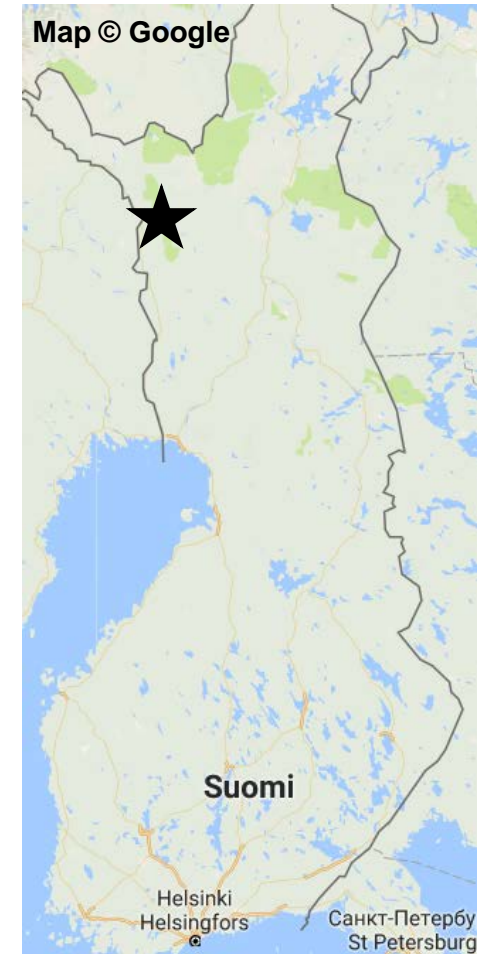 Map © Google
Suomi
Helsinki
Helsingfors
Санкт-Петербу
St Petersburg